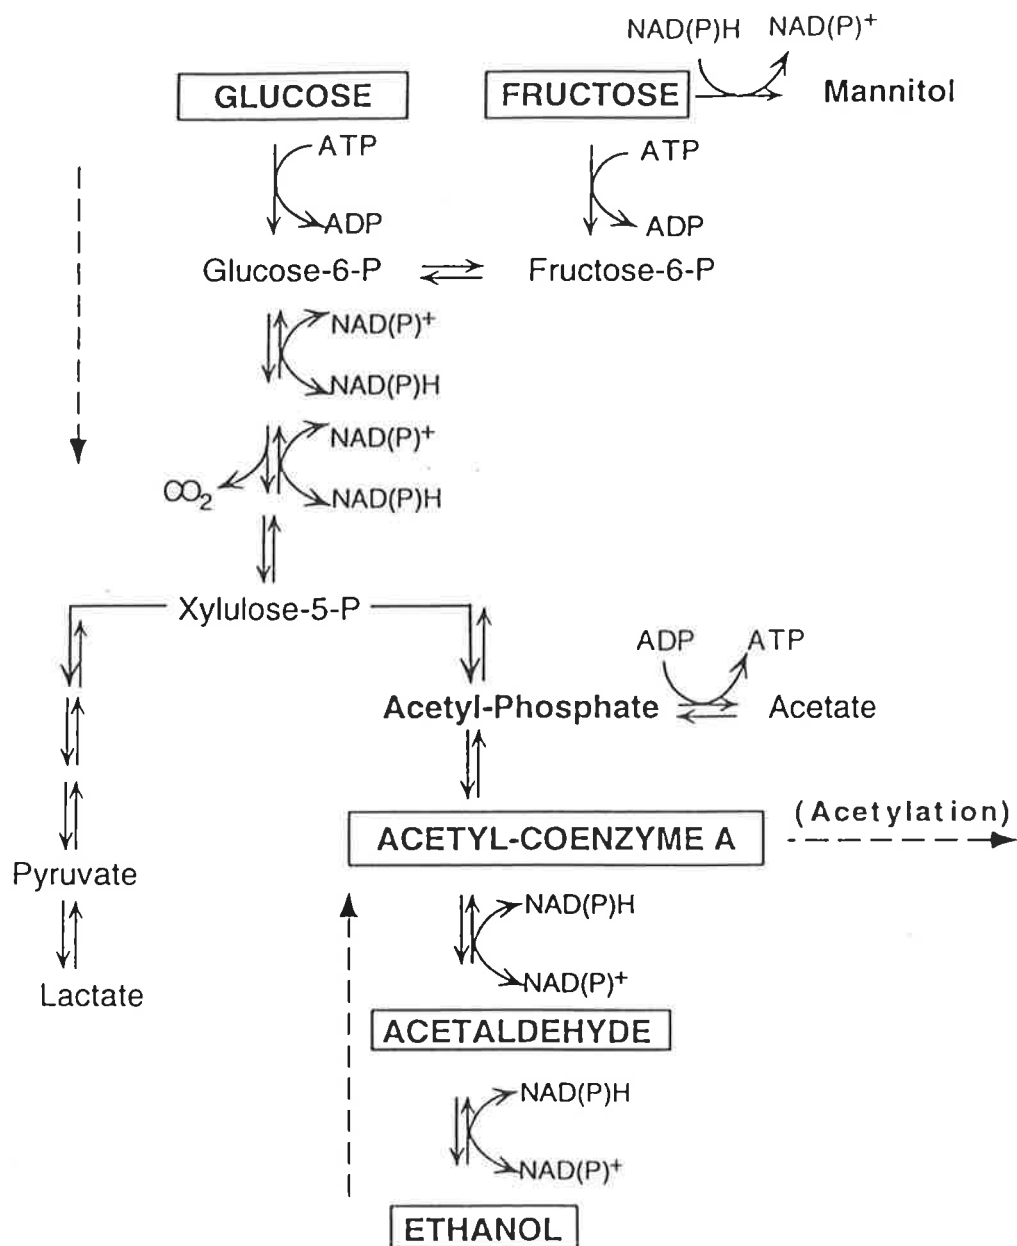 NAD(P)H NAD(P)+
GLUCOSE FRUCTOSE Mannitol
ATP ATP
ADP ADP
Glucose-6-P Fructose-6-P
NAD(P)+
NAD(P)H
NAD(P)+
CO2 NAD(P)H
Xylulose-5-P
ADP ATP
Acetyl-Phosphate Acetate
(Acetylation)
ACETYL-COENZYME A
Pyruvate
NAD(P)H
NAD(P)+
Lactate
ACETALDEHYDE
NAD(P)H
NAD(P)+
ETHANOL